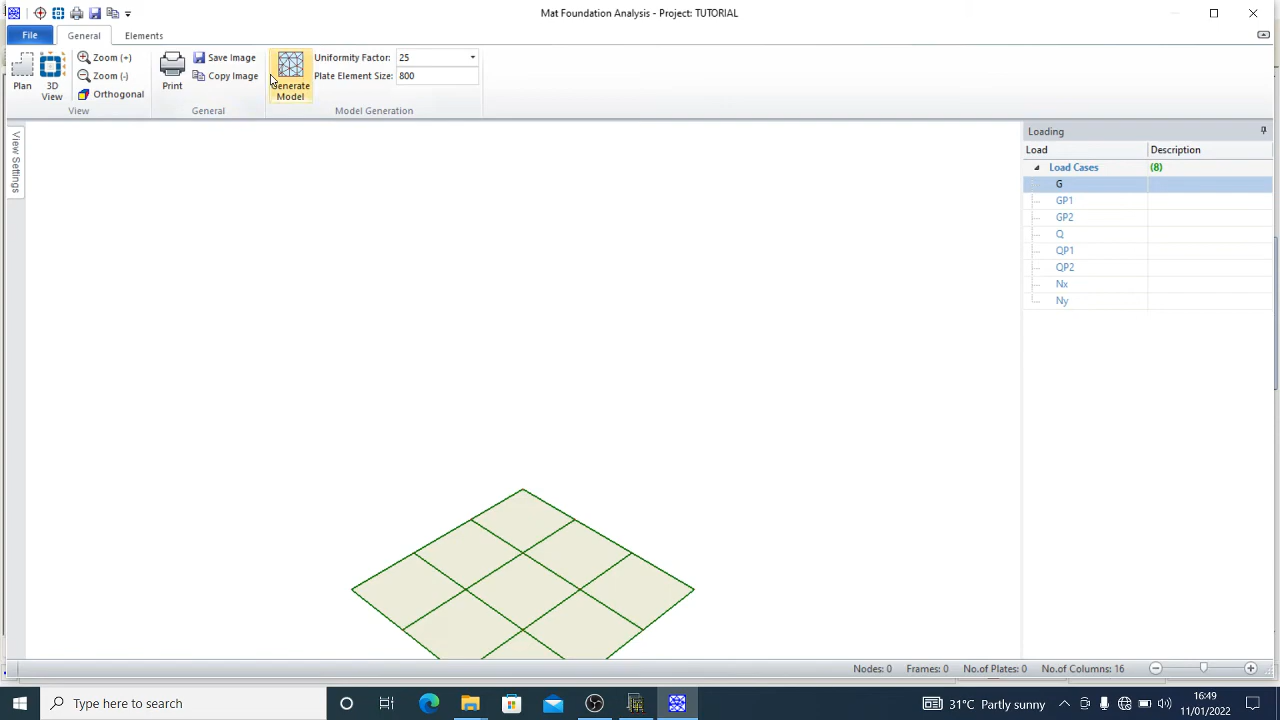 Mat Foundation Analysis - Project: TUTORIAL
File
General
Elements
Plan
3D
View
Zoom (+)
Zoom (-)
Orthogonal
View
Print
Save Image
Copy Image
General
Generate
Model
Uniformity Factor: 25
Plate Element Size: 800
Model Generation
View Settings
Loading
Load Description
Load Cases (8)
G
GP1
GP2
Q
QP1
QP2
Nx
Ny
Nodes: 0 Frames: 0 No.of Plates: 0 No.of Columns: 16
Type here to search
31°C Partly sunny
16:49
11/01/2022